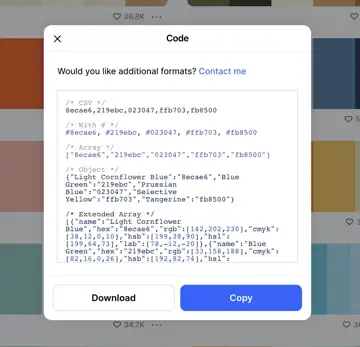 36.8K
Code
Would you like additional formats? Contact me
/* CSV */
8ecae6,219ebc,023047,ffb703,fb8500
/* With # */
#8ecae6, #219ebc, #023047, #ffb703, #fb8500
/* Array */
["8ecae6","219ebc","023047","ffb703","fb8500"]
/* Object */
{"Light Cornflower Blue":"8ecae6","Blue
Green":"219ebc","Prussian
Blue":"023047","Selective
Yellow":"ffb703","Tangerine":"fb8500"}
/* Extended Array */
[{"name":"Light Cornflower
Blue","hex":"8ecae6","rgb":[142,202,230],"cmyk":
[38,12,0,10],"hsb":[199,38,90],"hsl":
[199,64,73],"lab":[78,-12,-20]},{"name":"Blue
Green","hex":"219ebc","rgb":[33,158,188],"cmyk":
[82,16,0,26],"hsb":[192,82,74],"hsl":
Download
Copy
34.7K